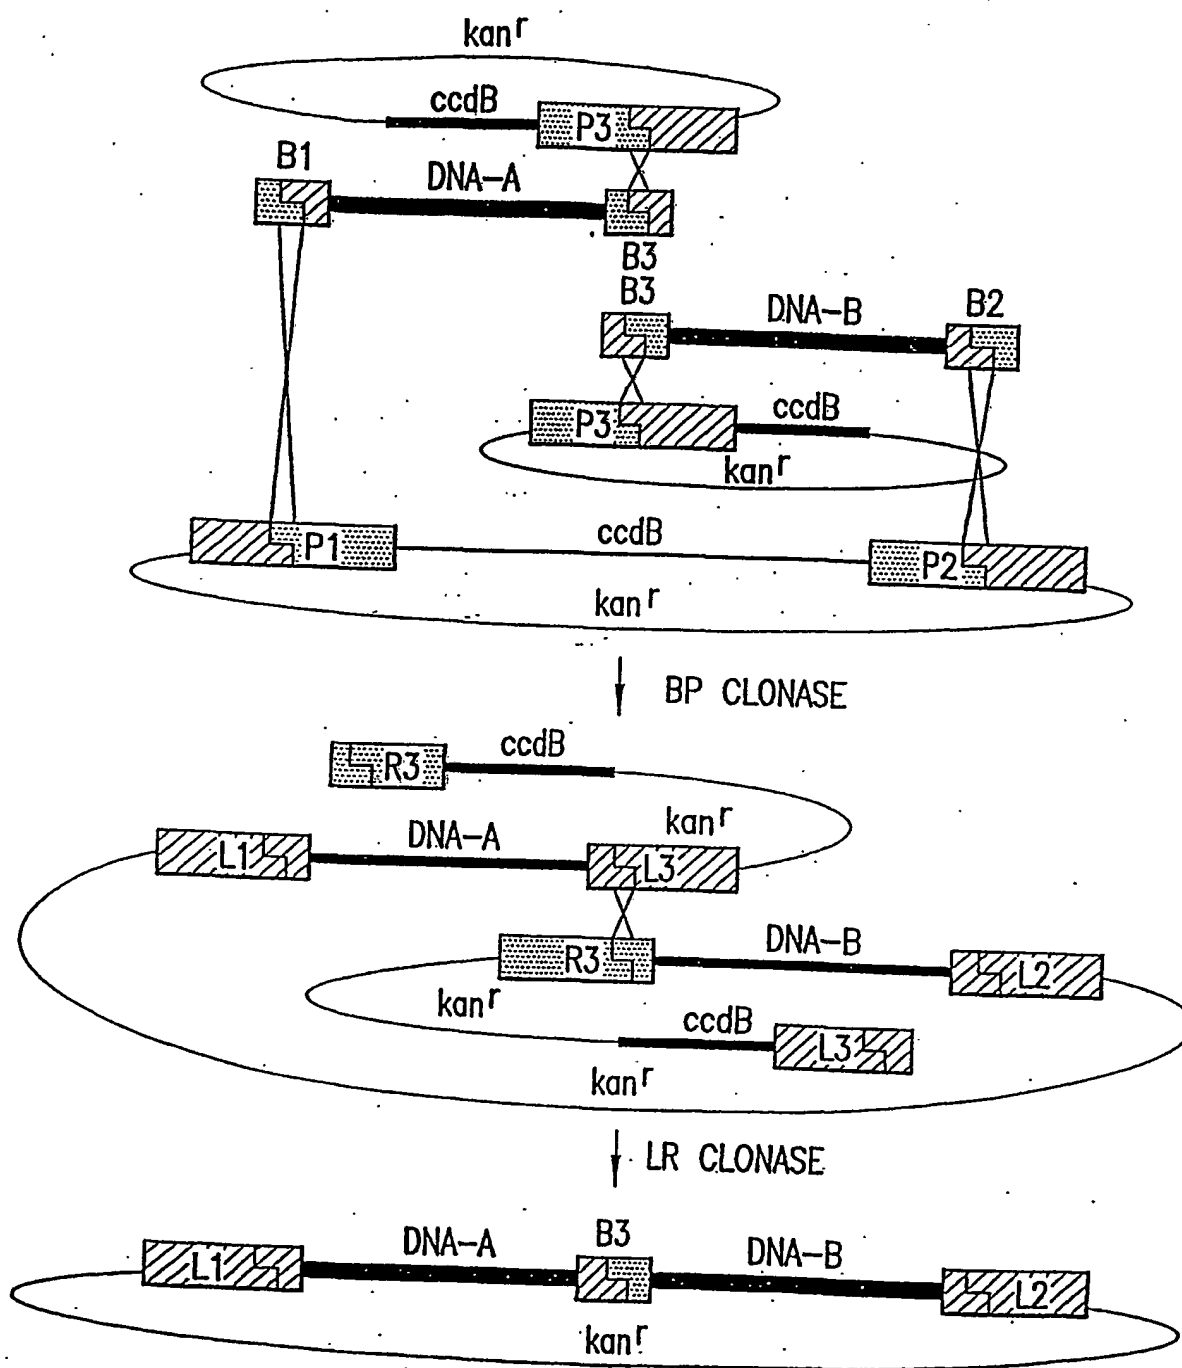 kanr
ccdB
P3
B1
DNA-A
B3
B3
DNA-B
B2
P3
ccdB
kanr
P1
ccdB
P2
kanr
BP CLONASE
R3
ccdB
kanr
L1
DNA-A
L3
R3
DNA-B
L2
kanr
ccdB
L3
kanr
LR CLONASE
L1
DNA-A
B3
DNA-B
L2
kanr